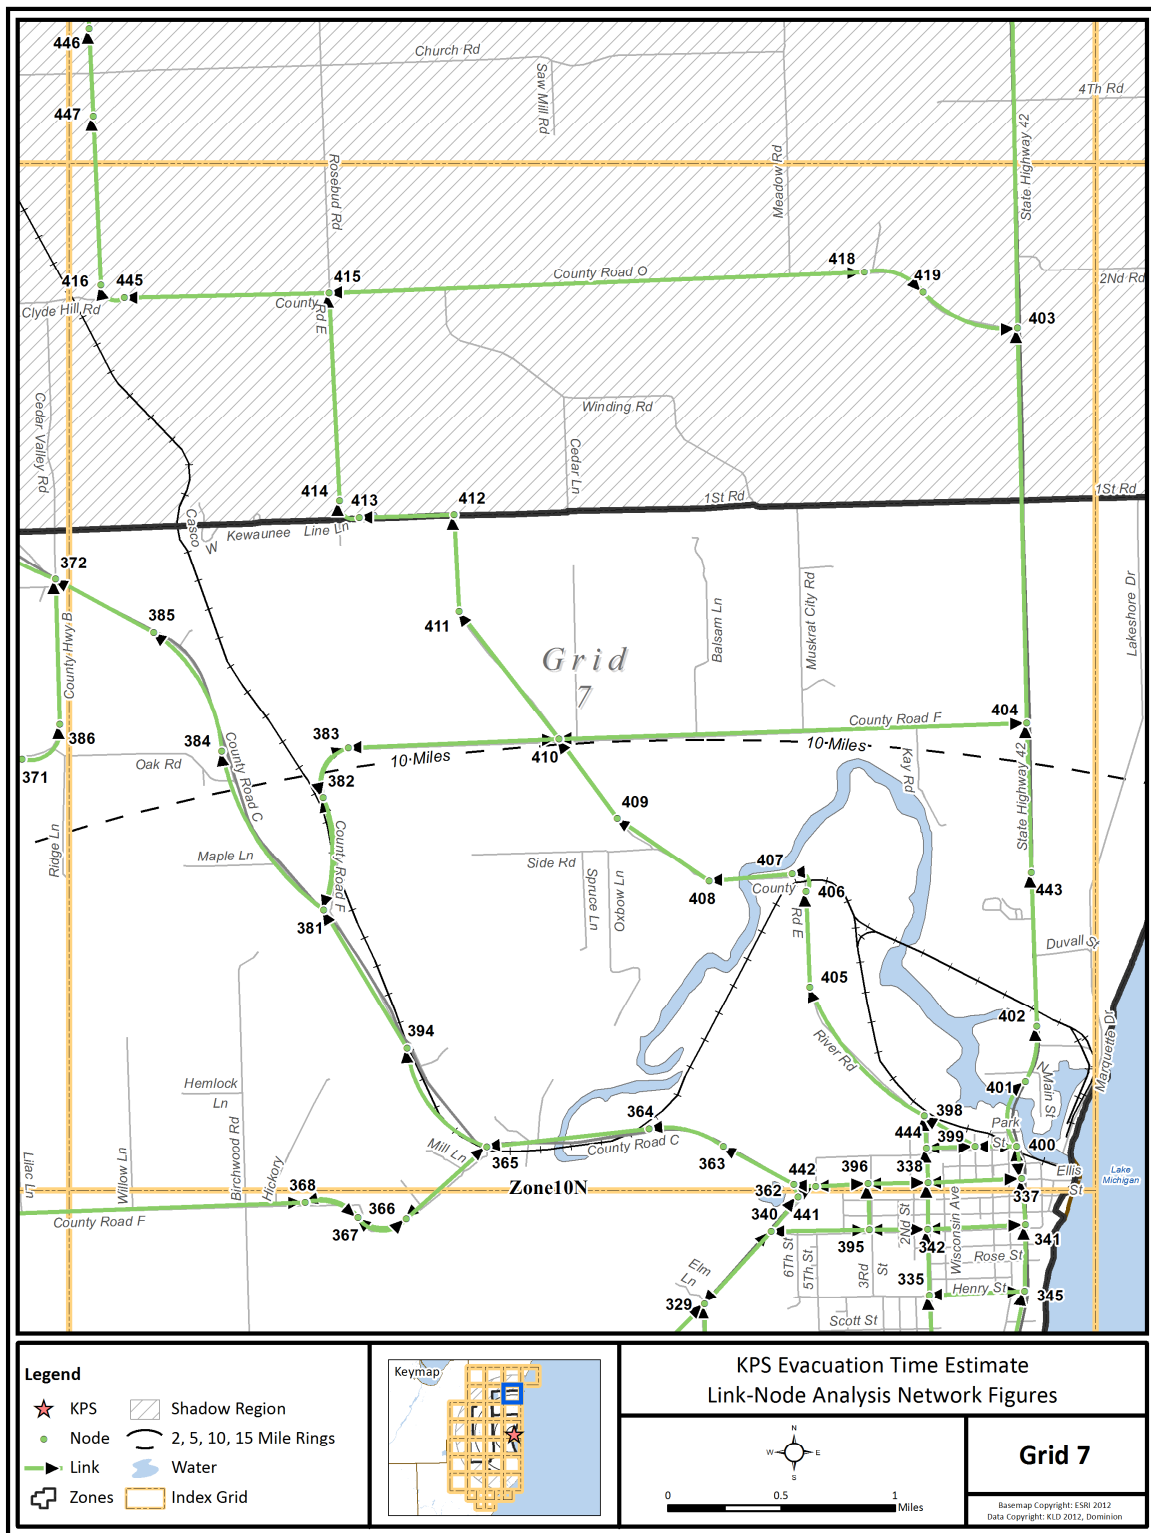 446
Church Rd
Saw Mill Rd
4Th Rd
447
State Highway 42
Rosebud Rd
Meadow Rd
416
445
415
County Road O
418
419
2Nd Rd
Clyde Hill Rd
County
Rd E
403
Cedar Valley Rd
Winding Rd
Cedar Ln
414
413
412
1St Rd
1St Rd
Casco
W
Kewaunee
Line Ln
372
385
411
County Hwy B
Balsam Ln
Muskrat City Rd
Lakeshore Dr
Grid
7
386
384
383
410
County Road F
404
371
Oak Rd
County Road C
382
10 Miles
10 Miles
Kay Rd
State Highway 42
409
Ridge Ln
Maple Ln
County Road F
Side Rd
407
County
406
443
408
Spruce Ln
Oxbow Ln
Rd E
381
Duvall St
405
394
402
River Rd
Marquette Dr
Hemlock
Ln
401
N Main St
364
398
Park
St
Birchwood Rd
Willow Ln
Mill Ln
County Road C
444
399
400
Lilac Ln
Hickory
365
363
442
396
338
Ellis
St
Lake
Michigan
368
Zone10N
362
337
County Road F
366
367
340
441
2Nd St
Wisconsin Ave
341
395
342
6Th St
5Th St
3Rd
St
Rose St
Elm
Ln
335
Henry St
345
329
Scott St
Legend
KPS
Shadow Region
Node
2, 5, 10, 15 Mile Rings
Link
Water
Zones
Index Grid
Keymap
KPS Evacuation Time Estimate
Link-Node Analysis Network Figures
N
W
E
S
0
0.5
1
Miles
Grid 7
Basemap Copyright: ESRI 2012
Data Copyright: KLD 2012, Dominion